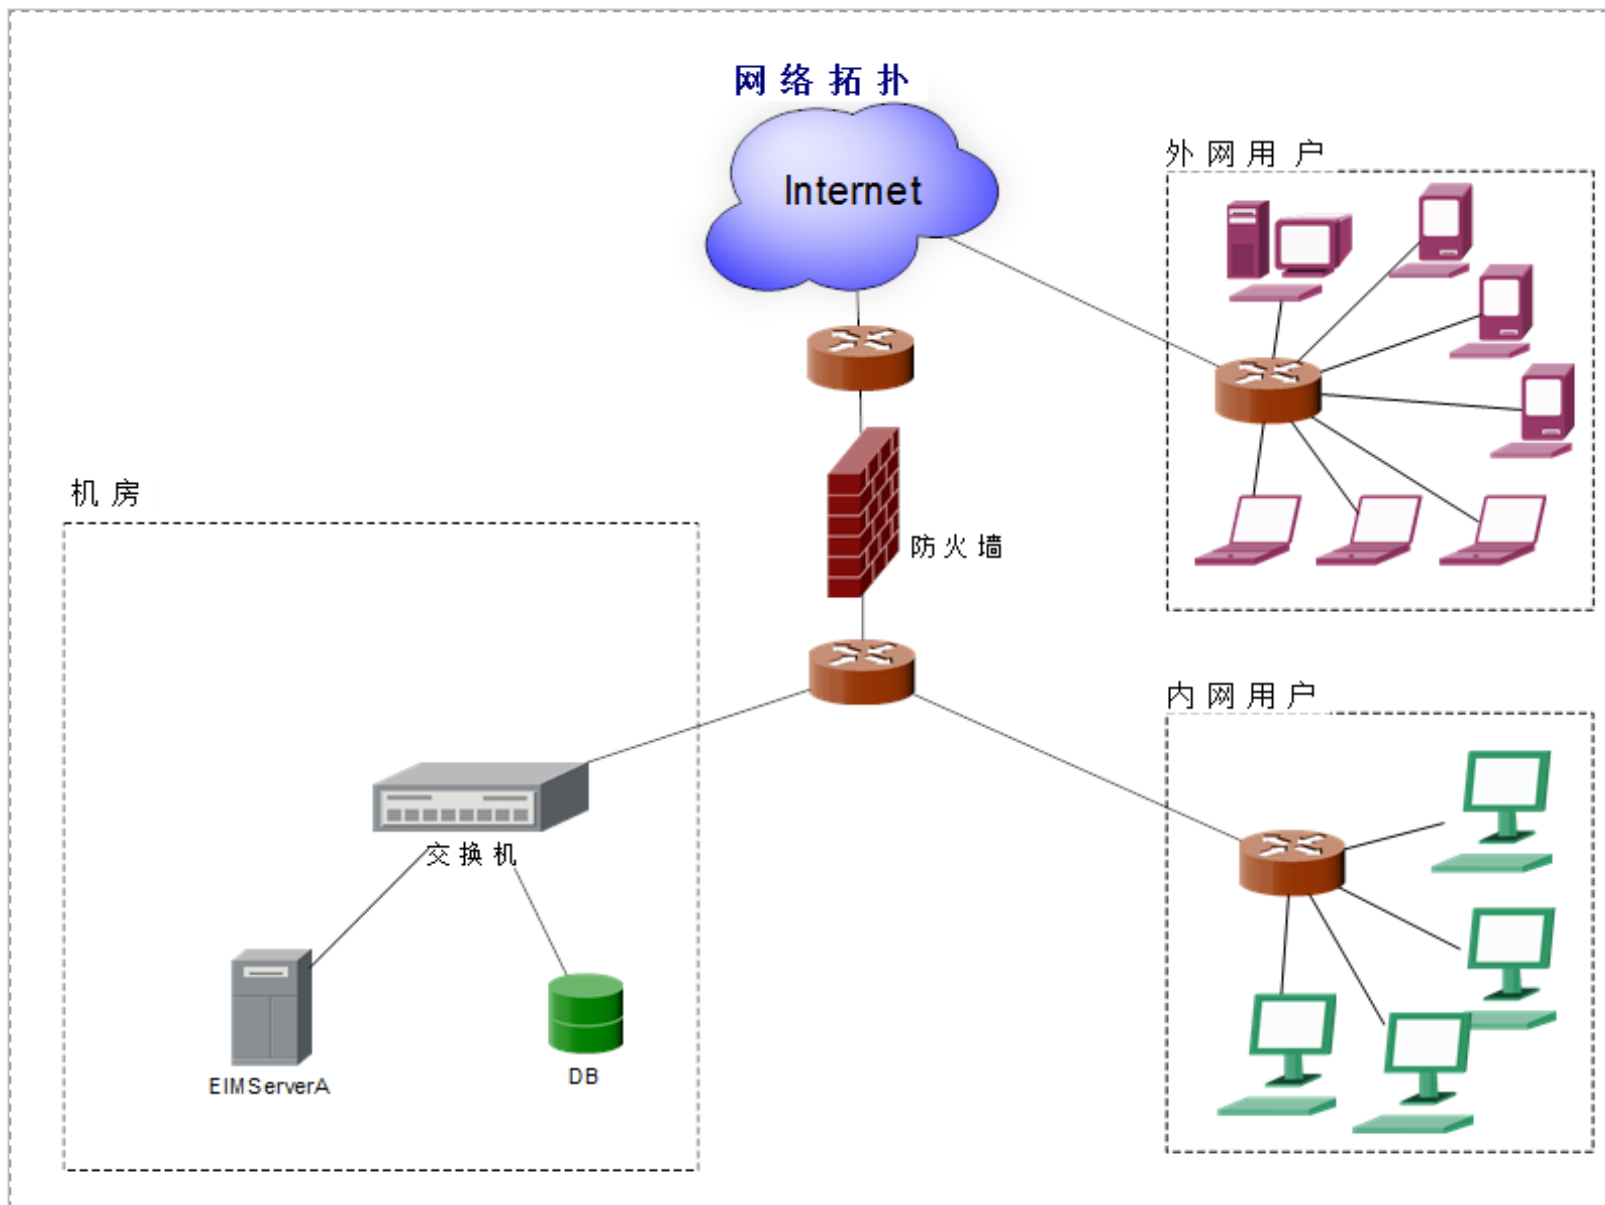 网络拓扑
Internet
外网用户
机房
防火墙
内网用户
交换机
EIMServerA
DB